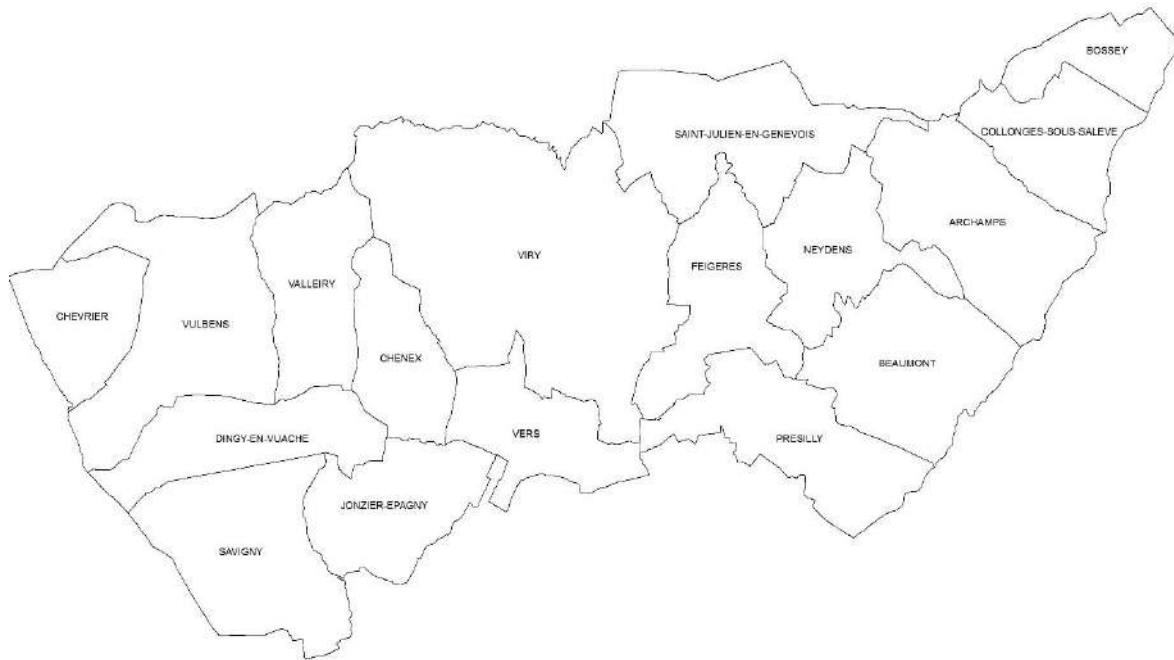 BOSSEY
COLLONGES-SOUS-SALEVE
SAINT-JULIEN-EN-GENEVOIS
ARCHAMPS
NEYDENS
VIRY
FEIGERES
VALLEIRY
CHEVRIER
VULBENS
CHENEX
BEAUMONT
VERS
DINGY-EN-VUACHE
PRESILLY
JONZIER-EPAGNY
SAVIGNY